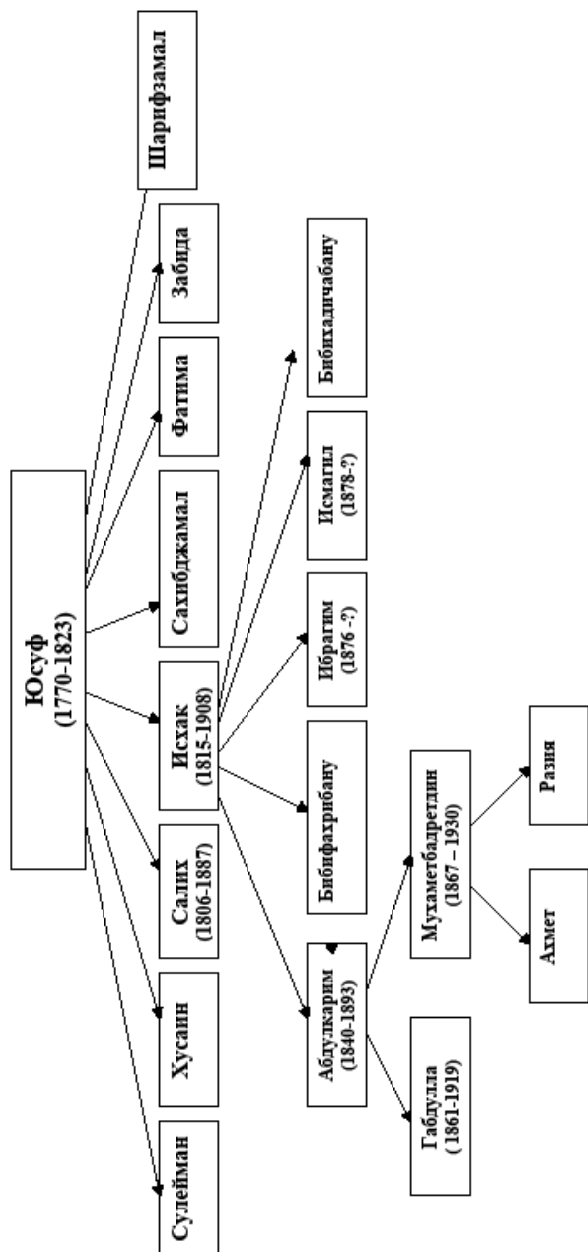 Юсуф
(1770-1823)
Сулейман
Хусаин
Салих
(1806-1887)
Исхак
(1815-1908)
Сахибджамал
Фатима
Забида
Шарифзамал
Абдулкарим
(1840-1893)
Бибифахрибану
Ибрагим
(1876 -?)
Исмагил
(1878-?)
Бибихадичабану
Габдулла
( 1861-1919)
Мухаметбадретдин
(1867 – 1930)
Ахмет
Разия